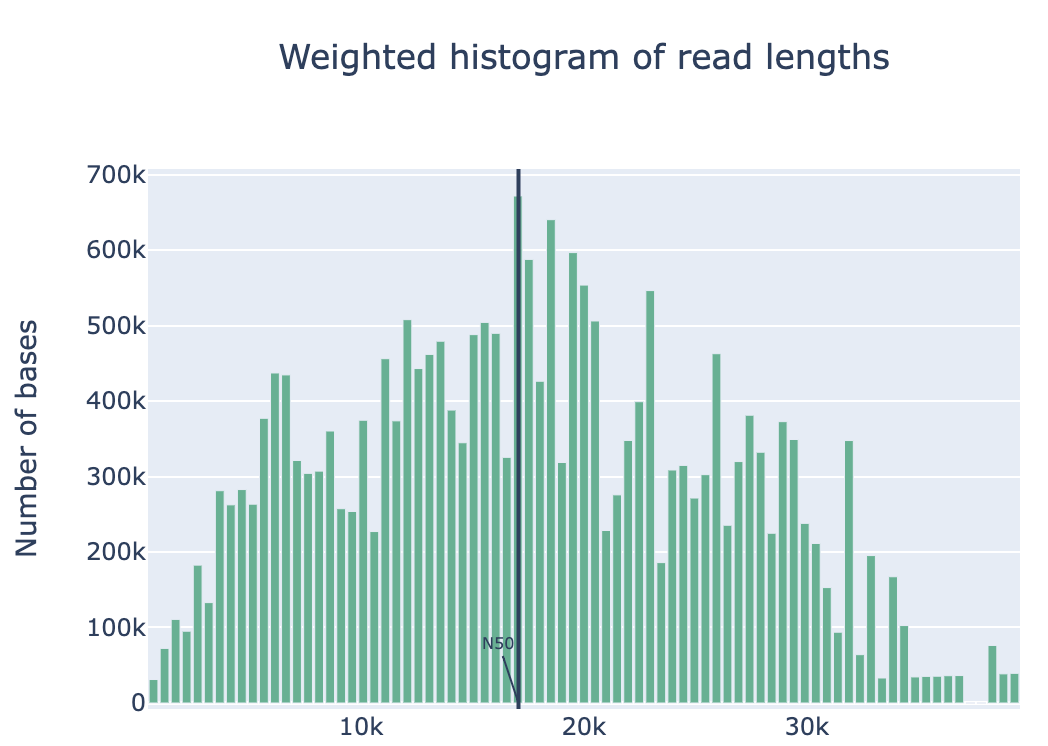 Weighted histogram of read lengths
700k
600k
500k
400k
300k
200k
100k
0
Number of bases
N50
10k
20k
30k